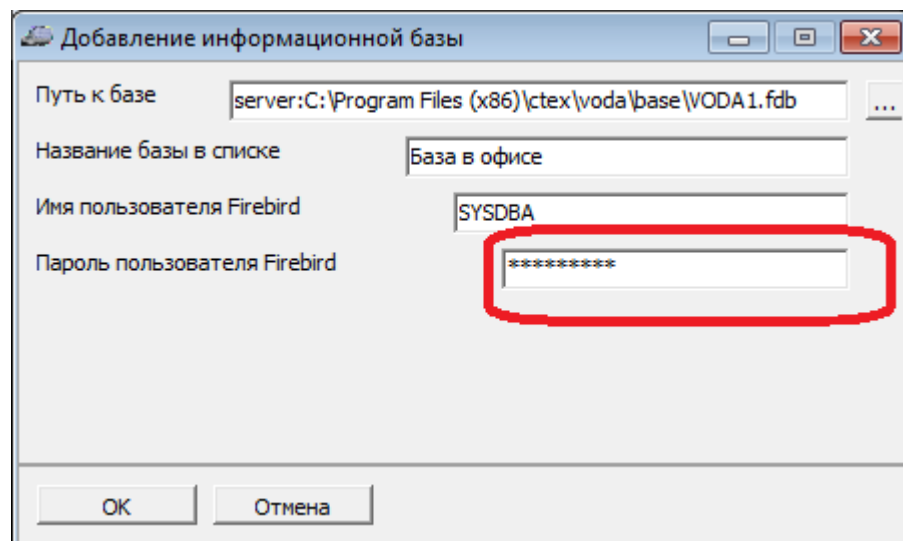 Добавление информационной базы
Путь к базе server:C:\Program Files (x86)\ctex\voda\base\VODA1.fdb ...
Название базы в списке База в офисе
Имя пользователя Firebird SYSDBA
Пароль пользователя Firebird *********
OK Отмена